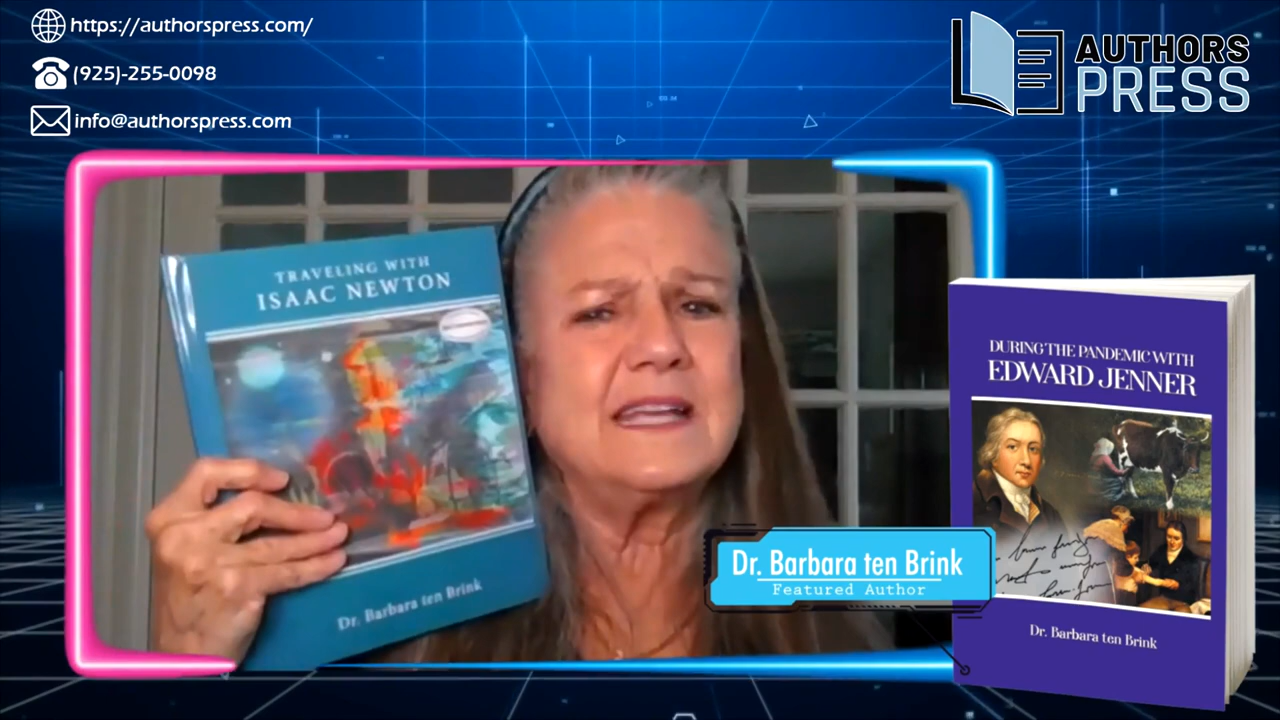 https://authorspress.com/
(925)-255-0098
info@authorspress.com
AUTHORS
PRESS
TRAVELING WITH
ISAAC NEWTON
Dr. Barbara ten Brink
DURING THE PANDEMIC WITH
EDWARD JENNER
Dr. Barbara ten Brink
Dr. Barbara ten Brink
Featured Author